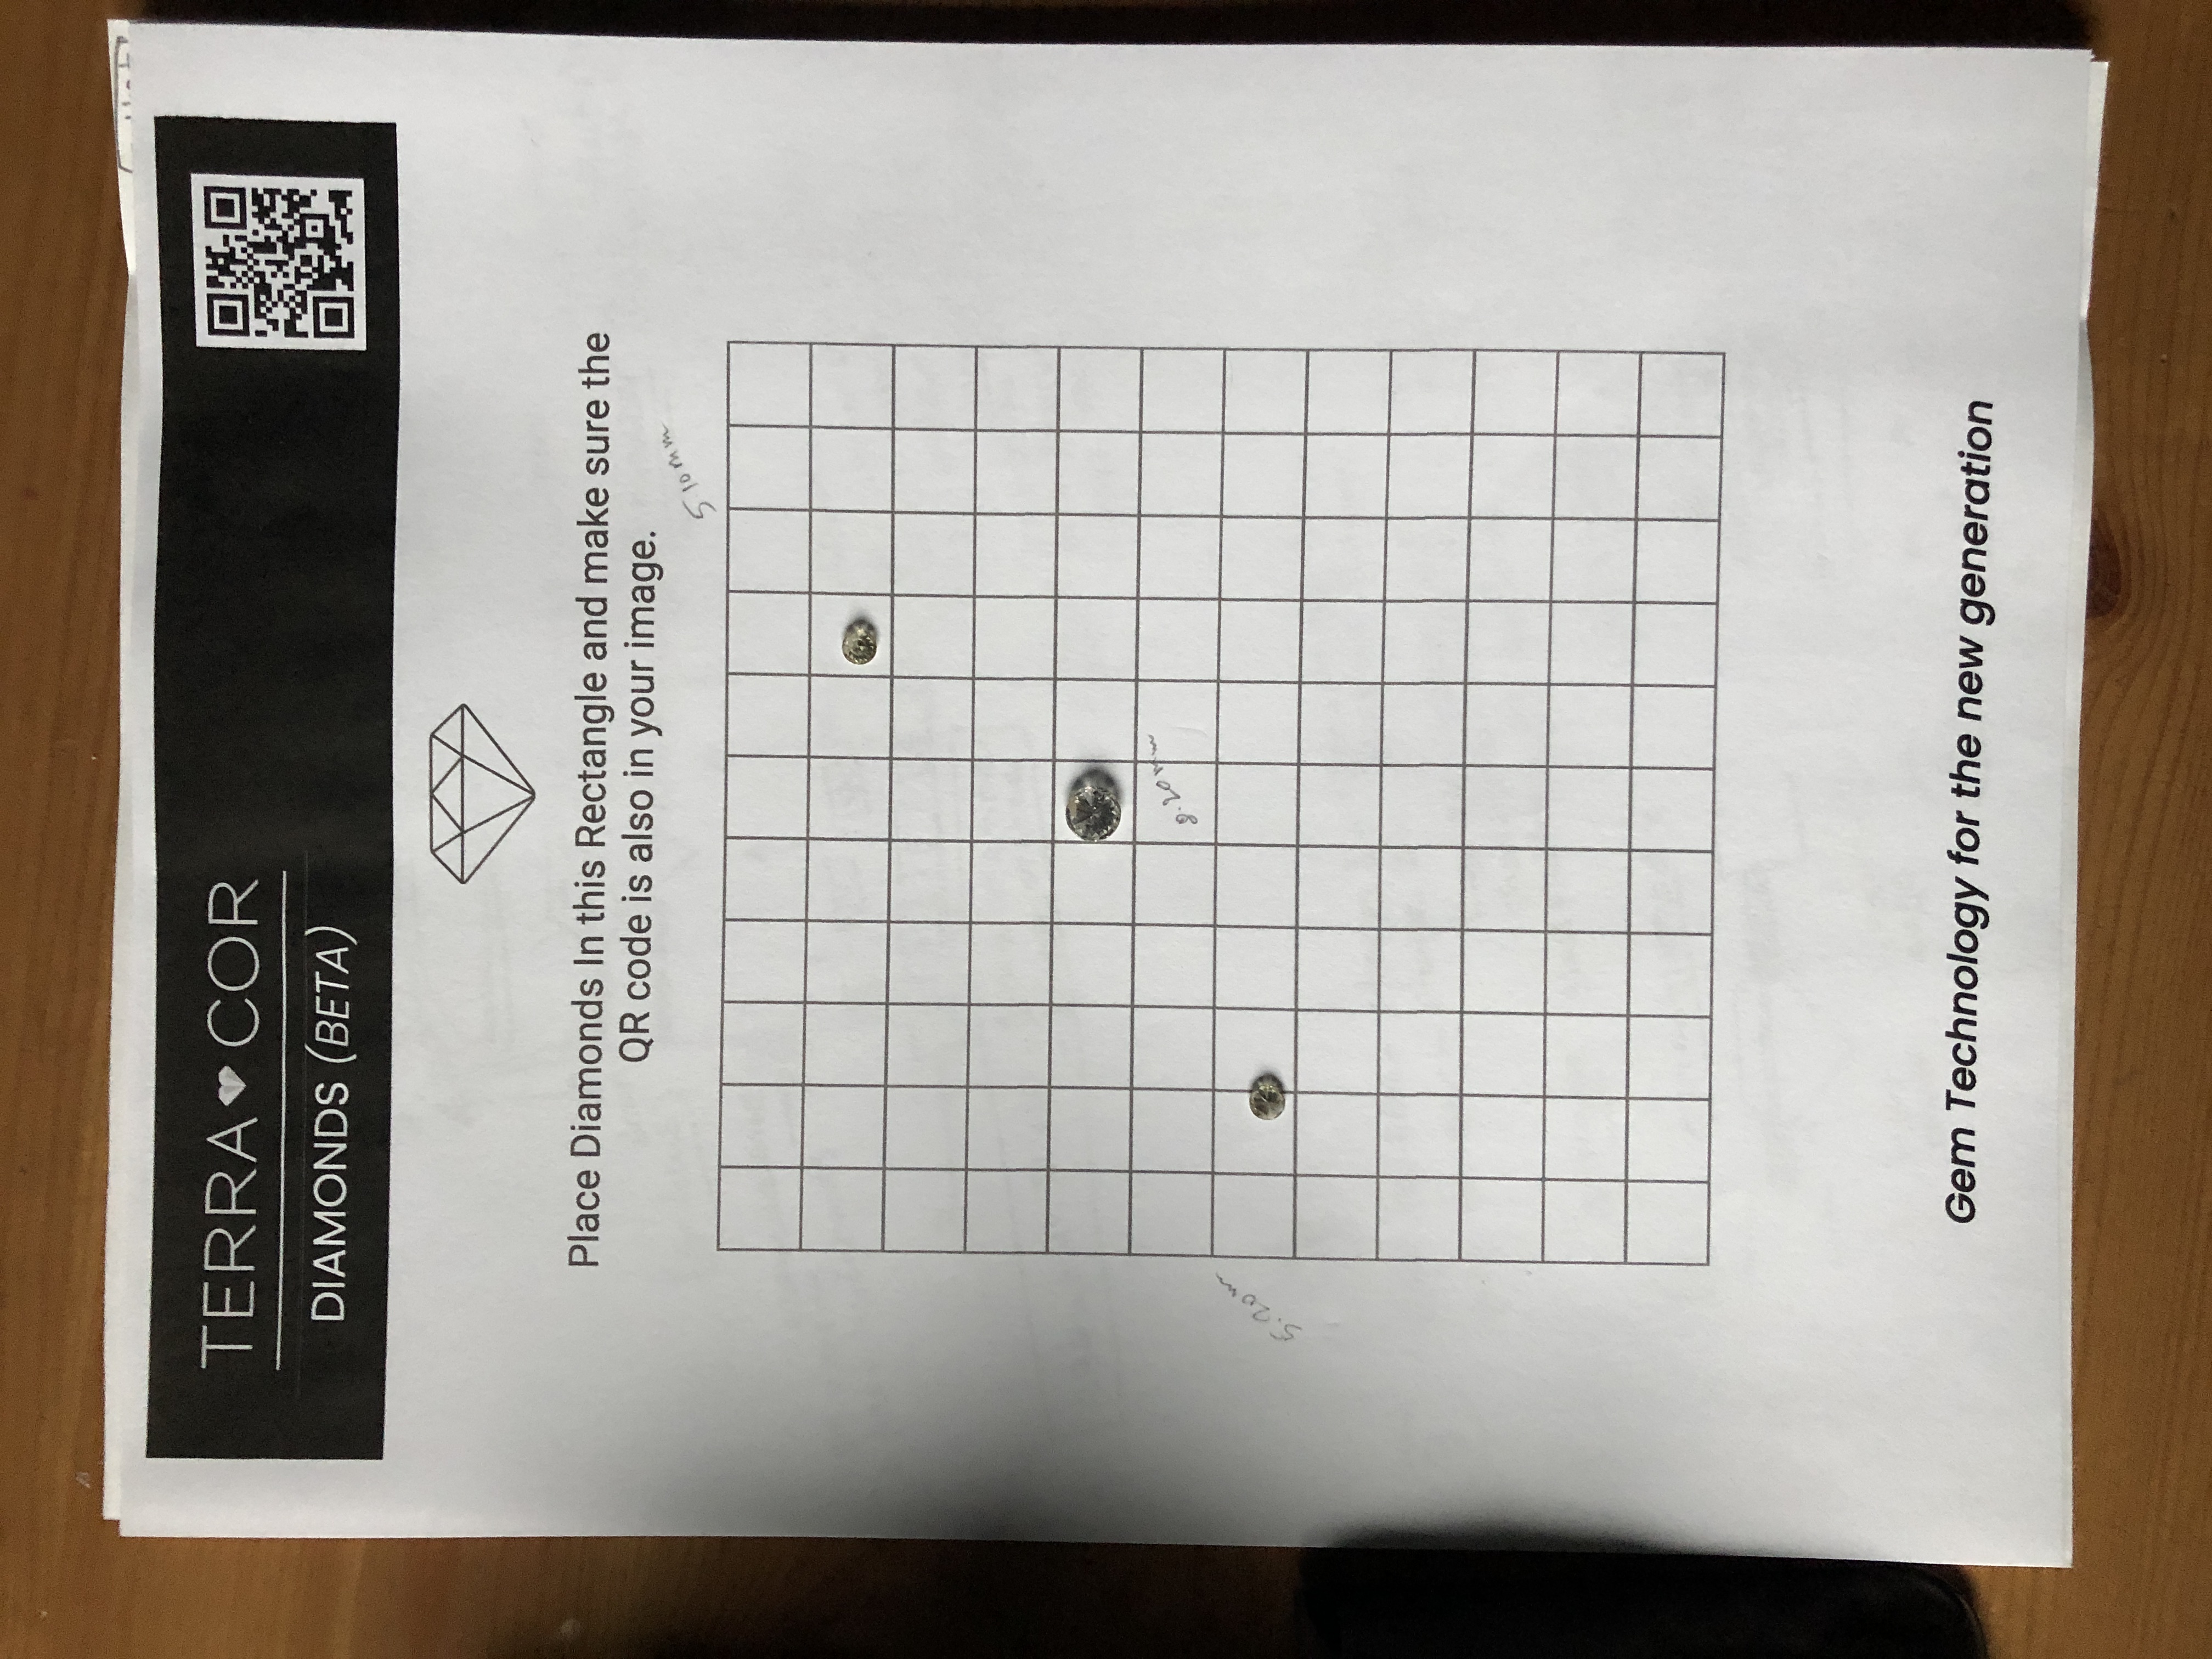 TERRA COR
DIAMONDS (BETA)
Place Diamonds In this Rectangle and make sure the
QR code is also in your image.
5.10mm
8.20mm
5.20m
Gem Technology for the new generation